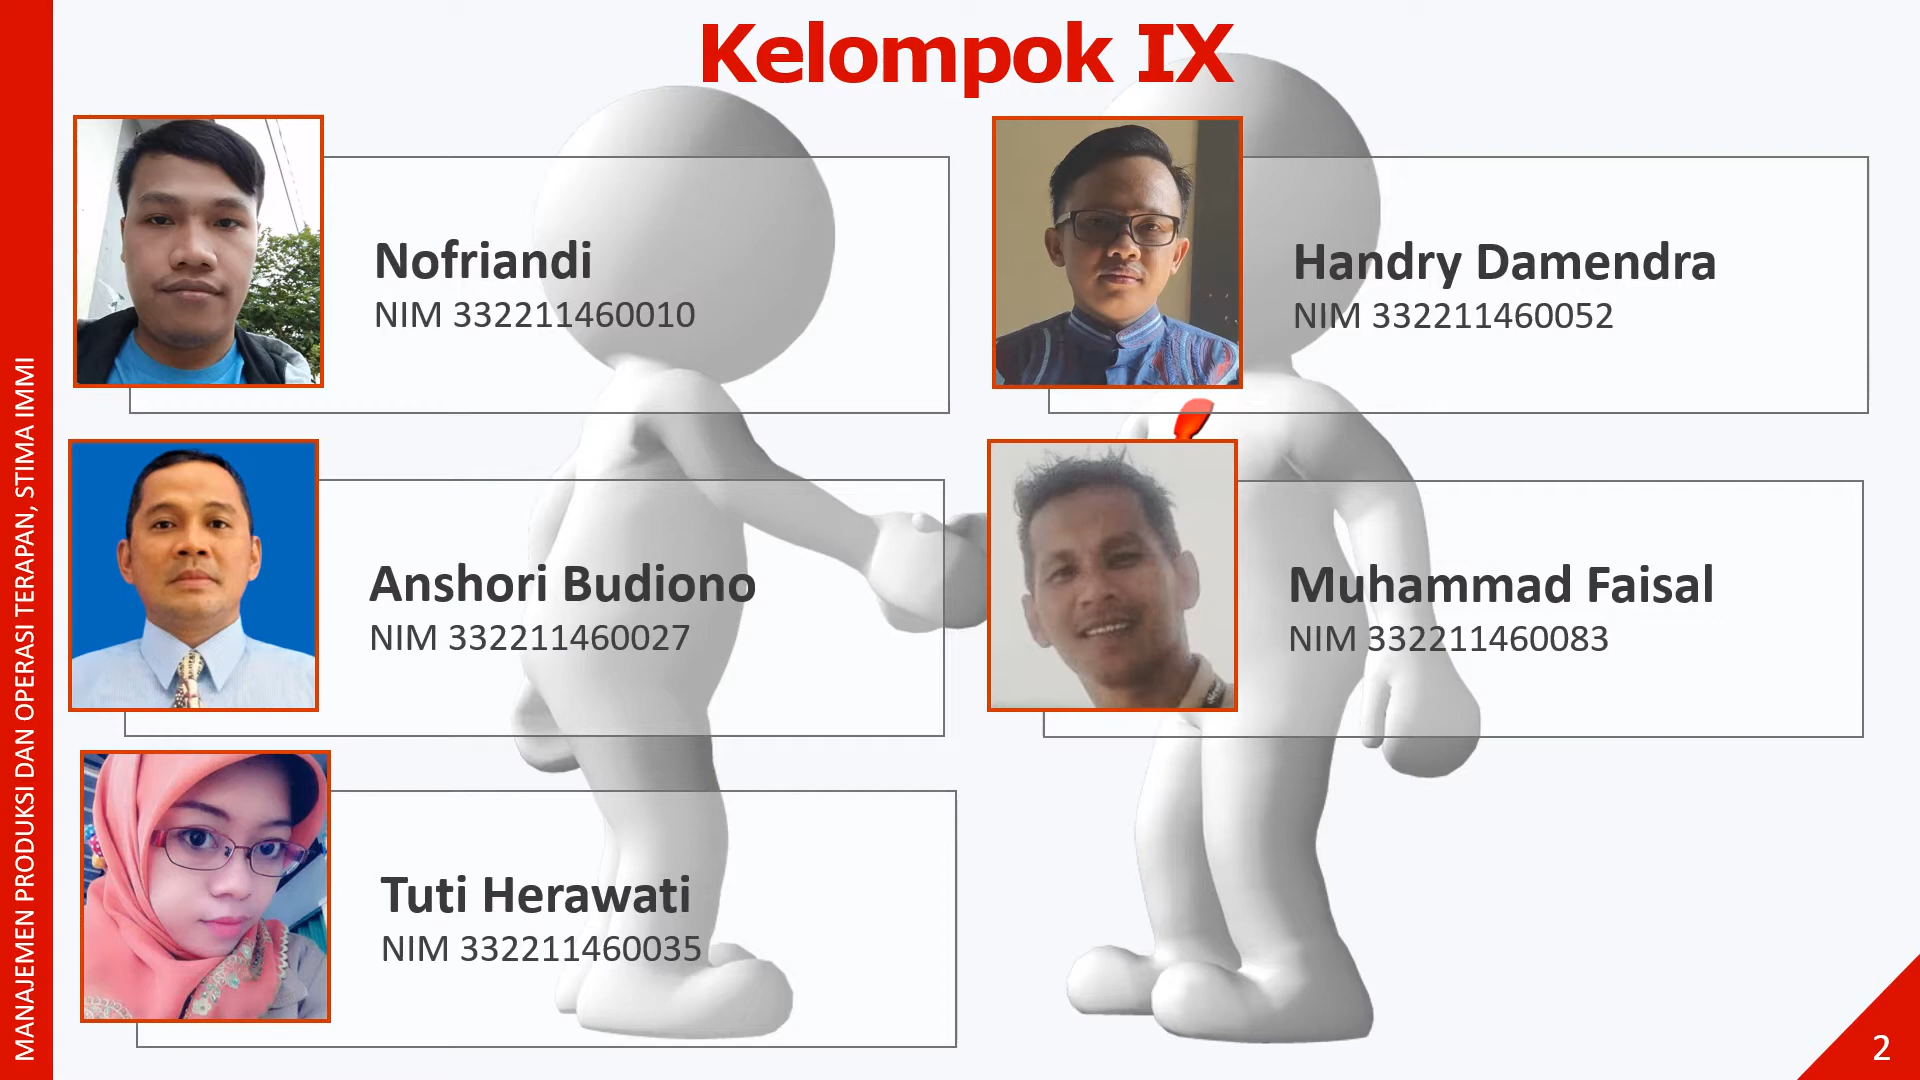 Kelompok IX
Nofriandi
NIM 332211460010
Handry Damendra
NIM 332211460052
Anshori Budiono
NIM 332211460027
Muhammad Faisal
NIM 332211460083
Tuti Herawati
NIM 332211460035
MANAJEMEN PRODUKSI DAN OPERASI TERAPAN, STIMA IMMI
2